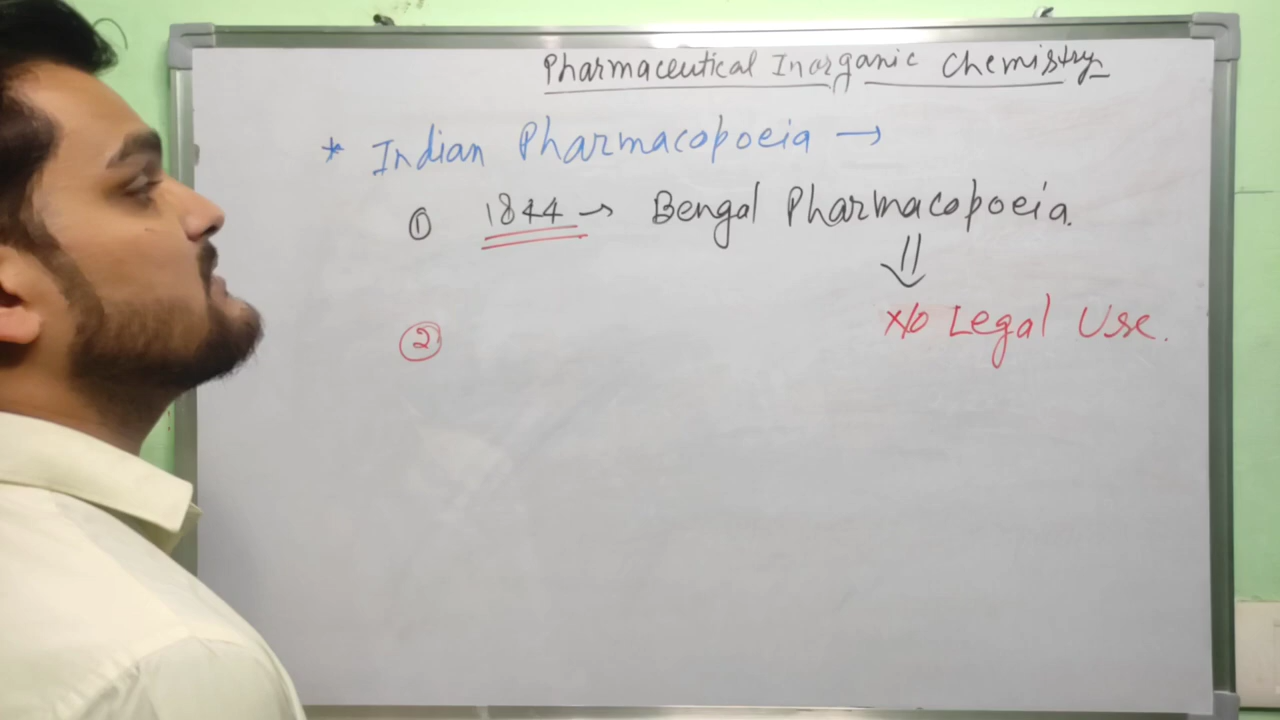 Pharmaceutical Inorganic Chemistry
* Indian Pharmacopoeia →
① 1844 → Bengal Pharmacopoeia.
⇓
No Legal Use.
②